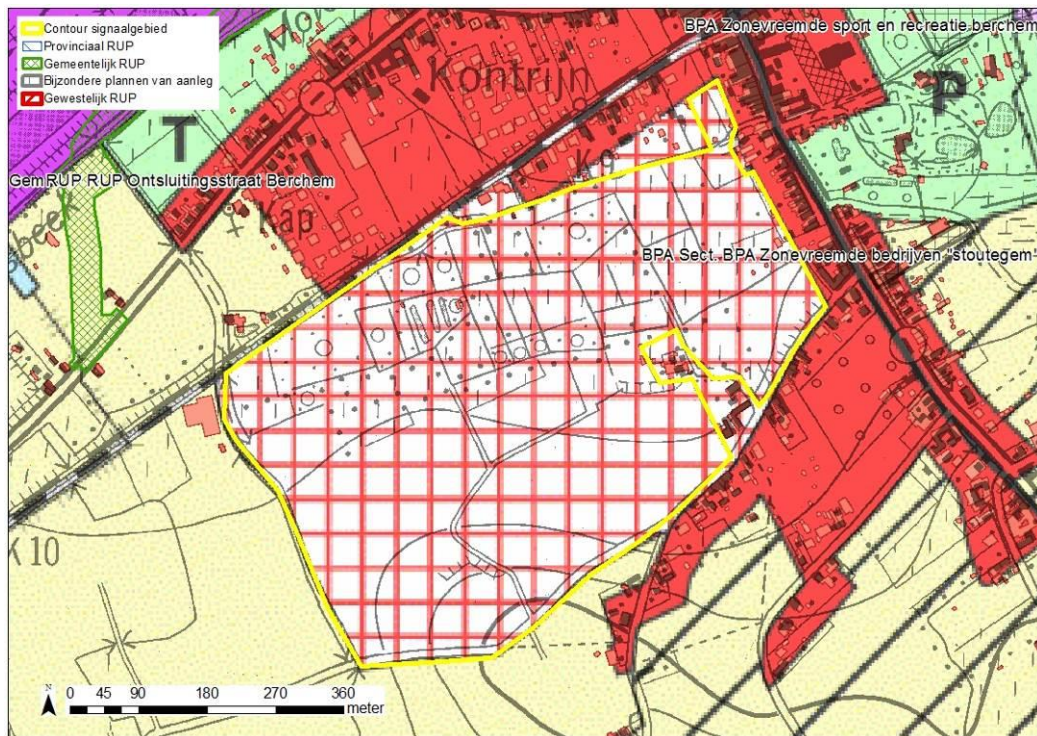 Contour signaalgebied
Provinciaal RUP
Gemeentelijk RUP
Bijzondere plannen van aanleg
Gewestelijk RUP
BPA Zonevreemde sport en recreatie berchem
Kontrijn
T
P
Gem RUP RUP Ontsluitingsstraat Berchem
Kap
BPA Sect. BPA Zonevreemde bedrijven "stoutegem"
K 10
N
0 45 90 180 270 360
meter